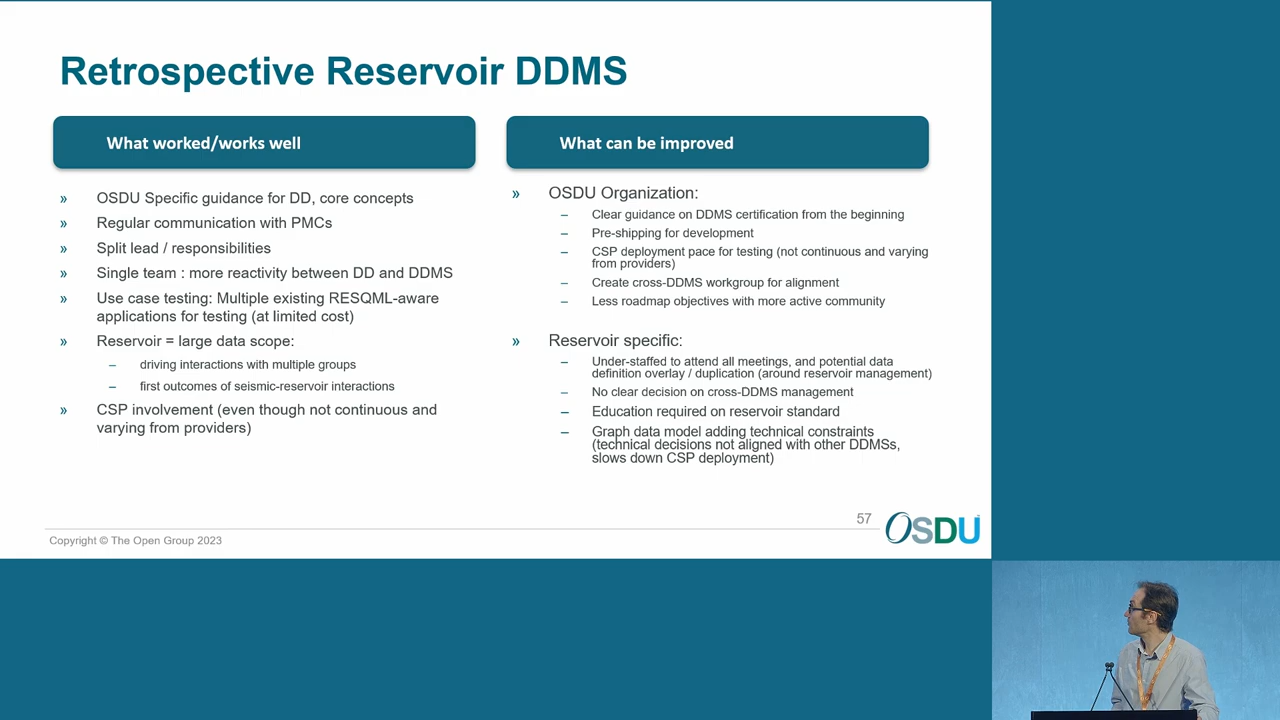 Retrospective Reservoir DDMS
What worked/works well
» OSDU Specific guidance for DD, core concepts
» Regular communication with PMCs
» Split lead / responsibilities
» Single team : more reactivity between DD and DDMS
» Use case testing: Multiple existing RESQML-aware
applications for testing (at limited cost)
» Reservoir = large data scope:
– driving interactions with multiple groups
– first outcomes of seismic-reservoir interactions
» CSP involvement (even though not continuous and
varying from providers)
What can be improved
» OSDU Organization:
– Clear guidance on DDMS certification from the beginning
– Pre-shipping for development
– CSP deployment pace for testing (not continuous and varying
from providers)
– Create cross-DDMS workgroup for alignment
– Less roadmap objectives with more active community
» Reservoir specific:
– Under-staffed to attend all meetings, and potential data
definition overlay / duplication (around reservoir management)
– No clear decision on cross-DDMS management
– Education required on reservoir standard
– Graph data model adding technical constraints
(technical decisions not aligned with other DDMSs,
slows down CSP deployment)
57
Copyright © The Open Group 2023
OSDU